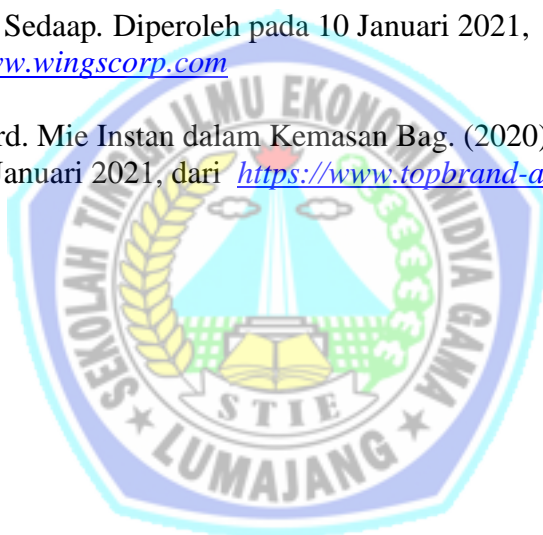 Sedaap. Diperoleh pada 10 Januari 2021,
ww.wingscorp.com
rd. Mie Instan dalam Kemasan Bag. (2020)
Januari 2021, dari https://www.topbrand-a
SEKOLAH TINGGI ILMU EKONOMI WIDYA GAMA
STIE
LUMAJANG